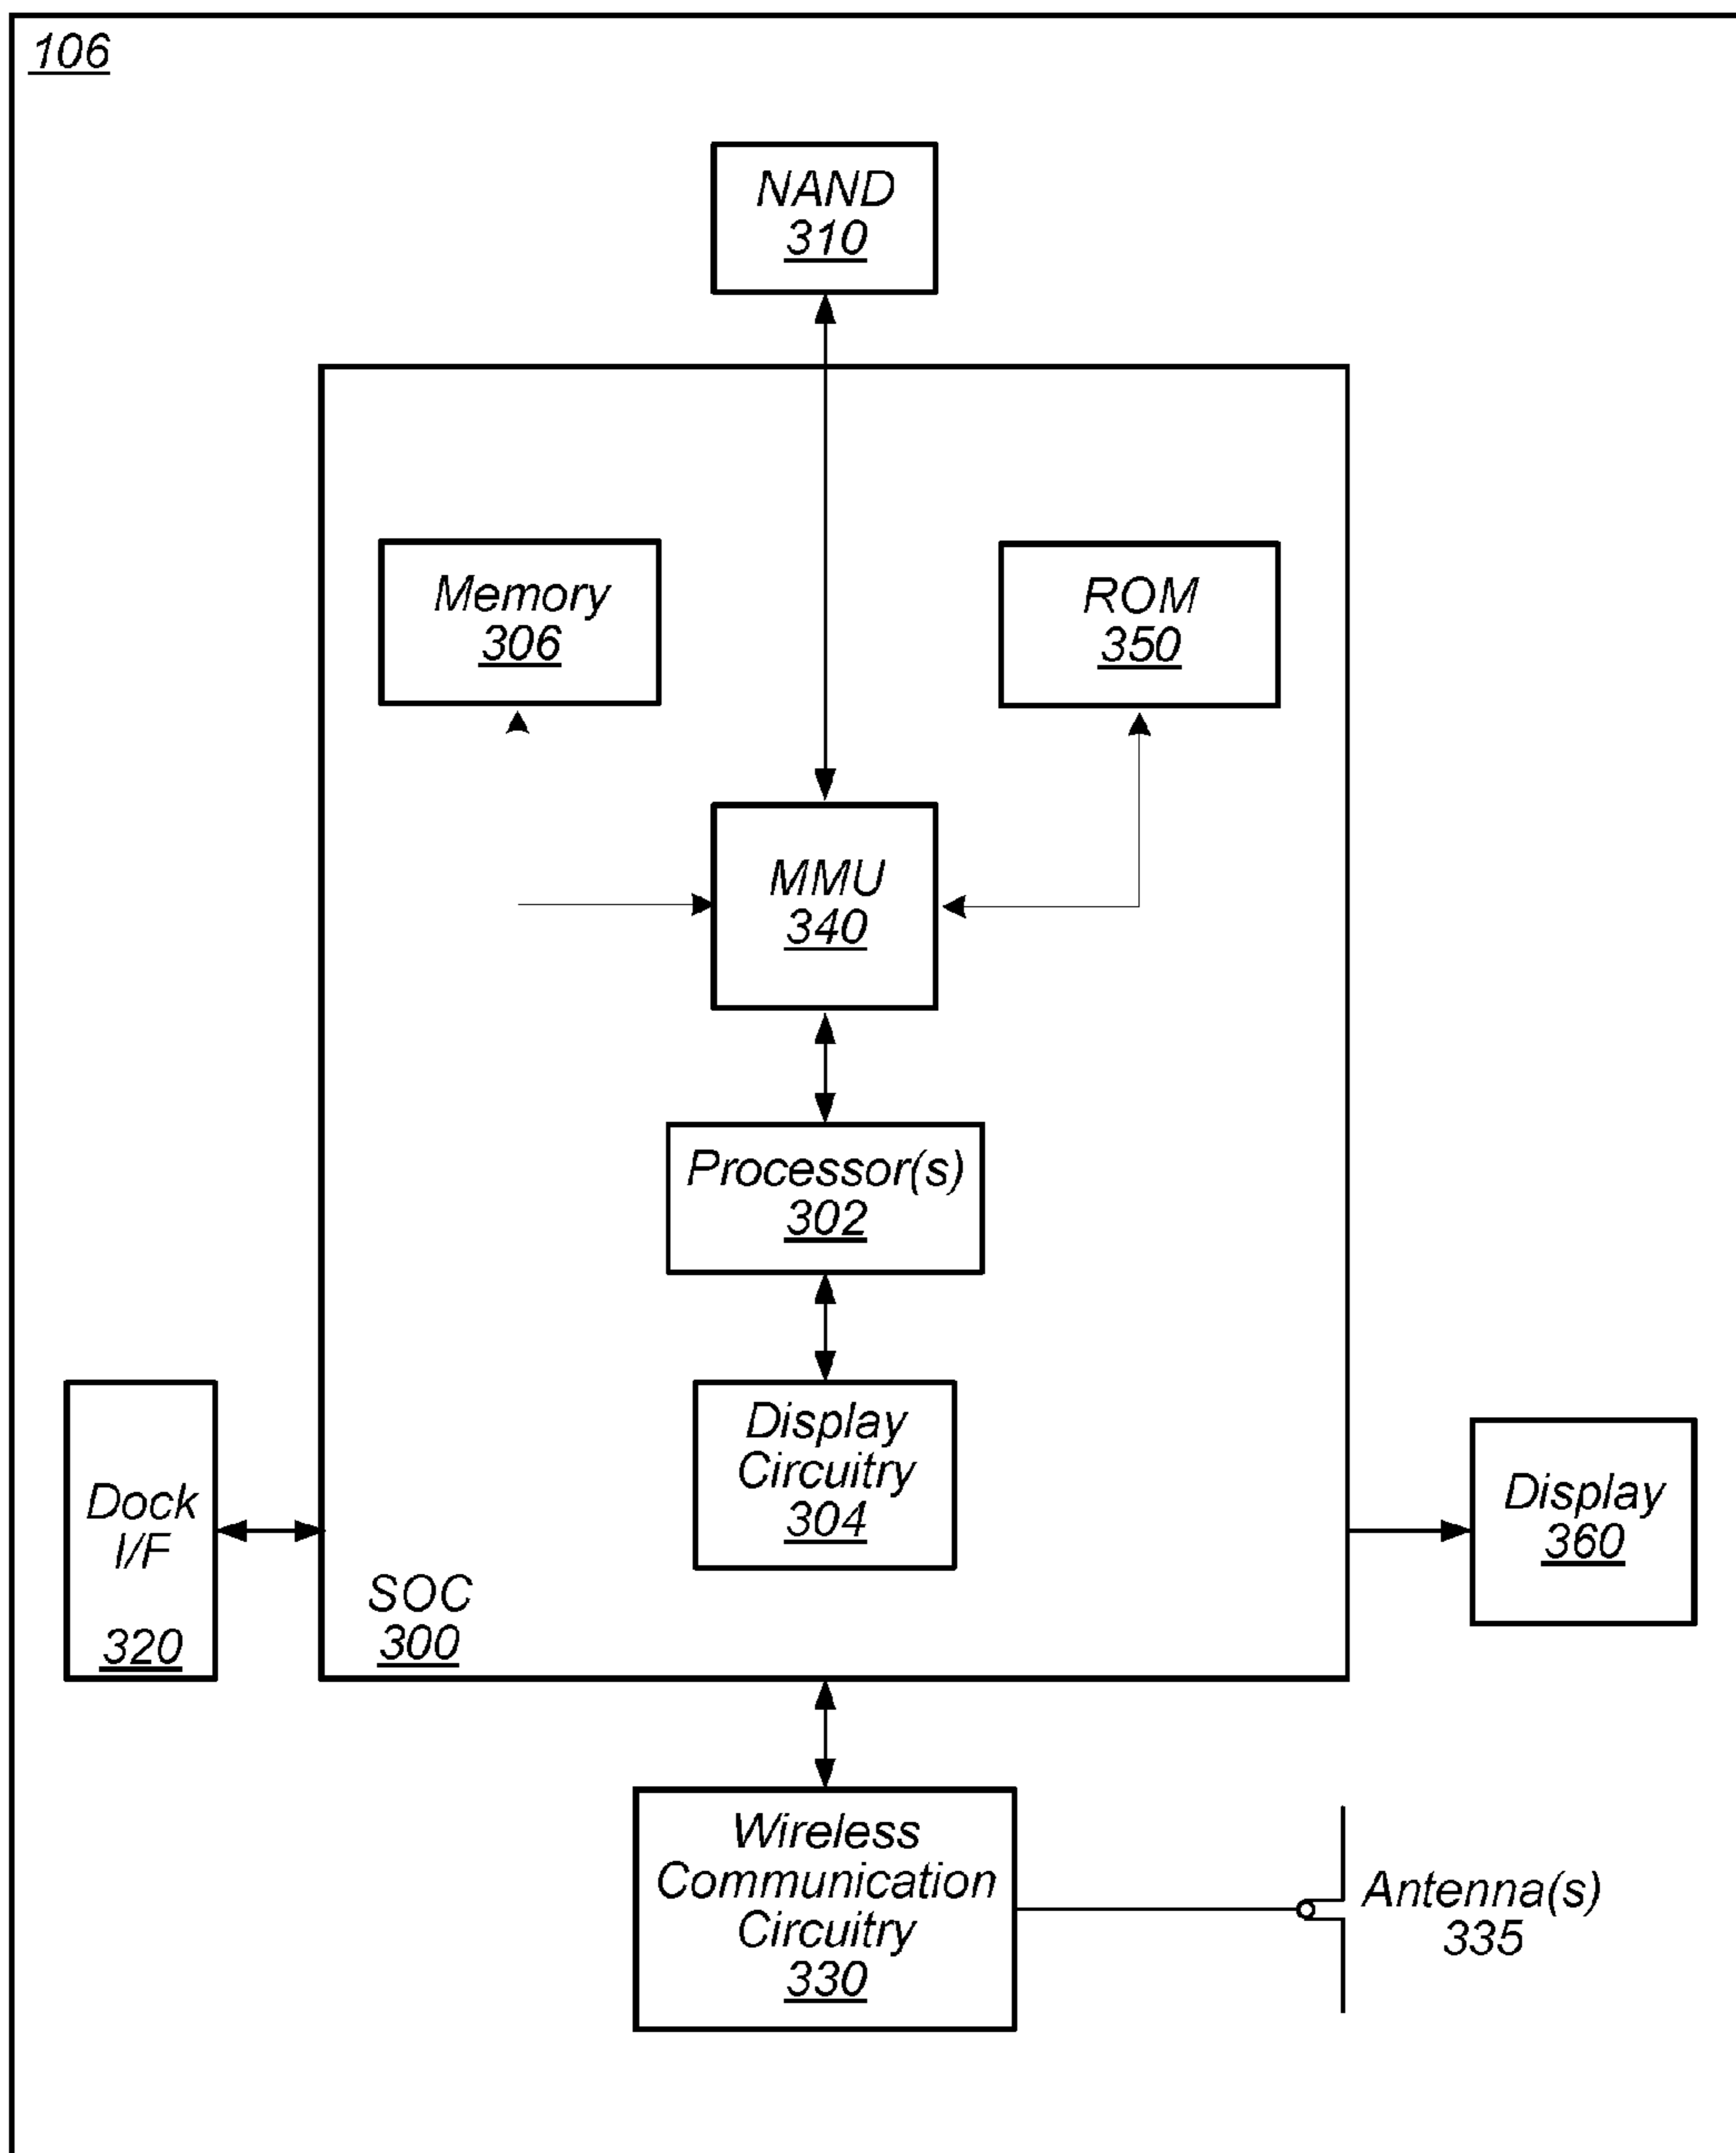 106
NAND
310
Memory
306
ROM
350
MMU
340
Processor(s)
302
Display
Circuitry
304
Dock
I/F
320
SOC
300
Display
360
Wireless
Communication
Circuitry
330
Antenna(s)
335